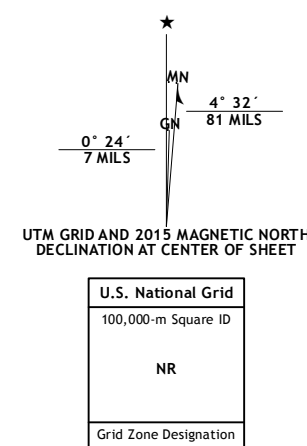 MN
4° 32´
81 MILS
GN
0° 24´
7 MILS
UTM GRID AND 2015 MAGNETIC NORTH
DECLINATION AT CENTER OF SHEET
U.S. National Grid
100,000-m Square ID
NR
Grid Zone Designation